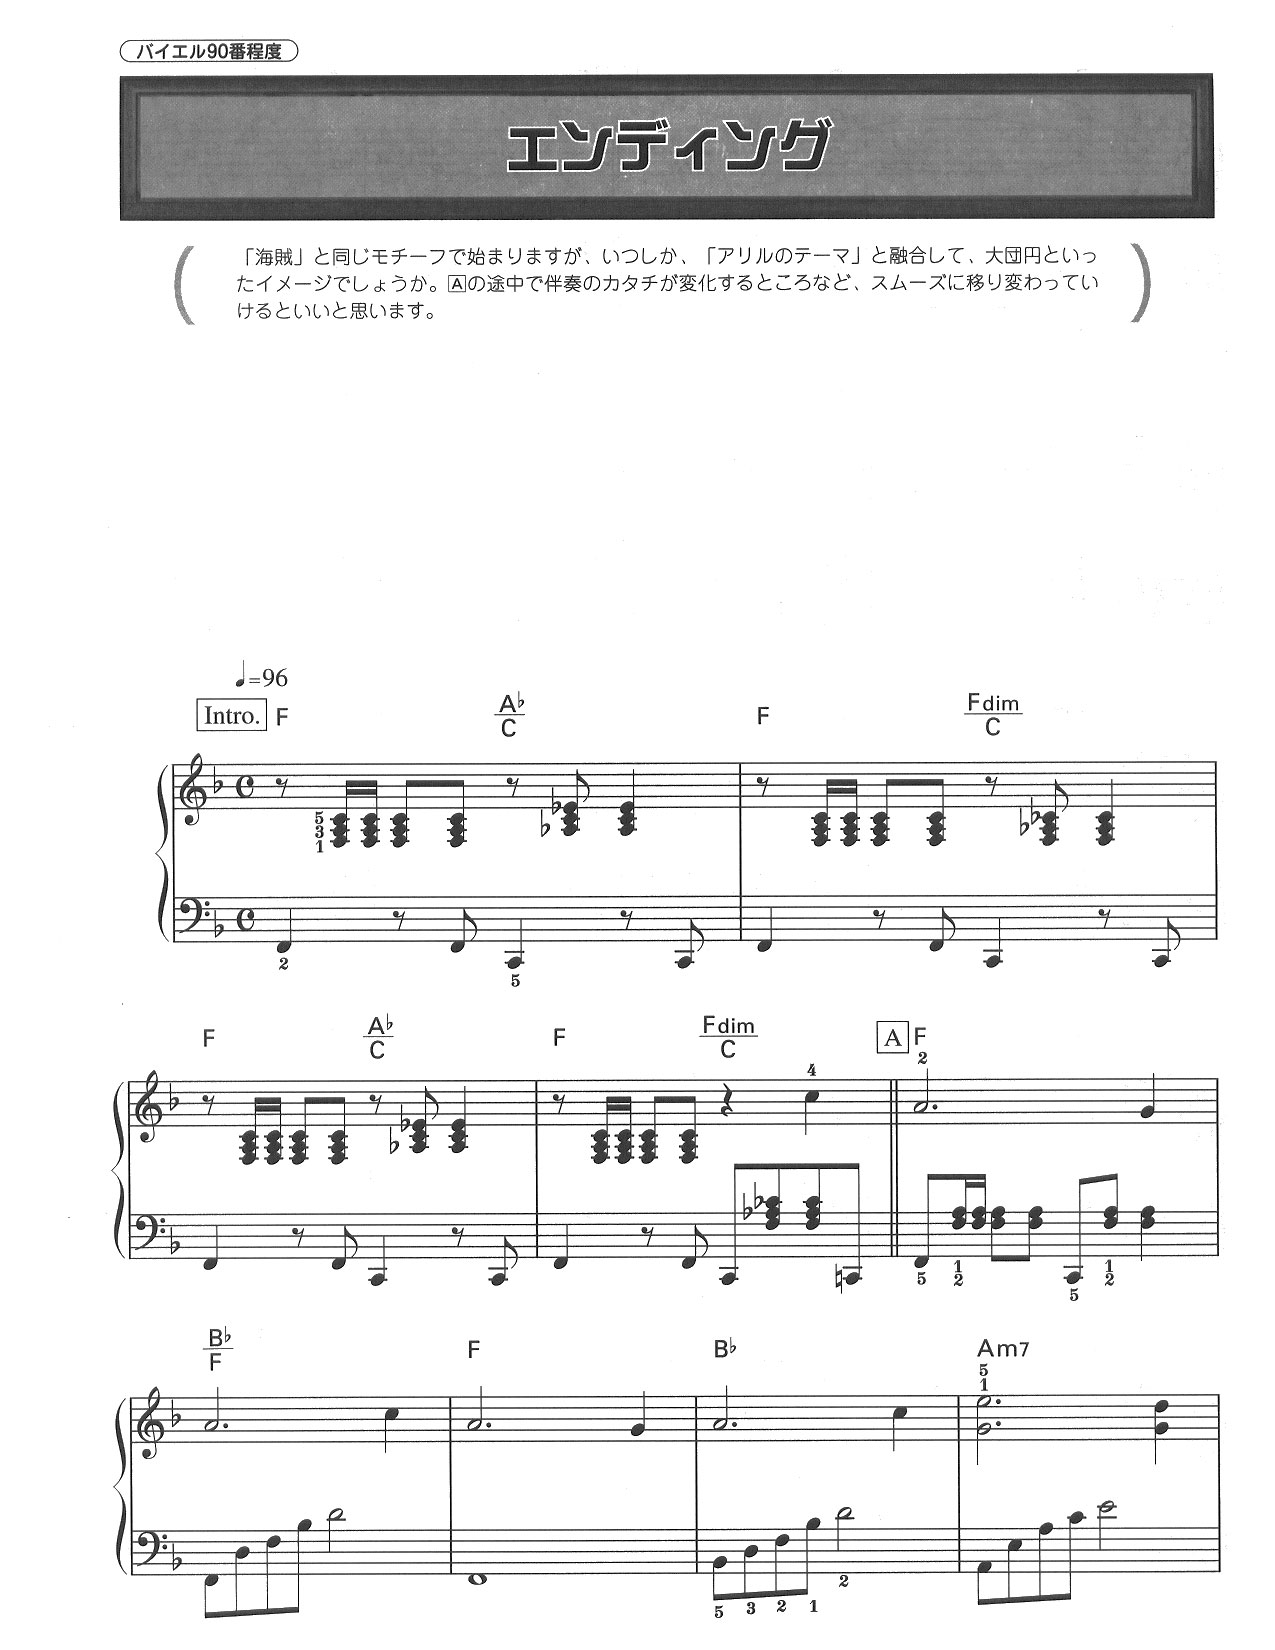 バイエル90番程度
エンディング
「海賊」と同じモチーフで始まりますが、いつしか、「アリルのテーマ」と融合して、大団円といっ
たイメージでしょうか。Aの途中で伴奏のカタチが変化するところなど、スムーズに移り変わってい
けるといいと思います。
♩=96
Intro. F A♭/C F Fdim/C
5
3
1
2 5
F A♭/C F Fdim/C A F
4 2
5 1 1
2 2
5
B♭/F F B♭ Am7
5
1
5 3 2 1 2